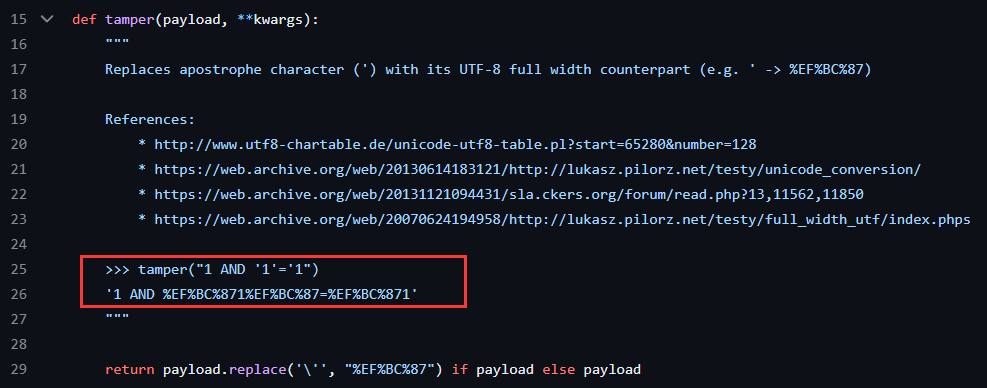 15 def tamper(payload, **kwargs):
16 """
17 Replaces apostrophe character (') with its UTF-8 full width counterpart (e.g. ' -> %EF%BC%87)
18
19 References:
20 * http://www.utf8-chartable.de/unicode-utf8-table.pl?start=65280&number=128
21 * https://web.archive.org/web/20130614183121/http://lukasz.pilorz.net/testy/unicode_conversion/
22 * https://web.archive.org/web/20131121094431/sla.ckers.org/forum/read.php?13,11562,11850
23 * https://web.archive.org/web/20070624194958/http://lukasz.pilorz.net/testy/full_width_utf/index.phps
24
25 >>> tamper("1 AND '1'='1")
26 '1 AND %EF%BC%871%EF%BC%87=%EF%BC%871'
27 """
28
29 return payload.replace('\'', "%EF%BC%87") if payload else payload